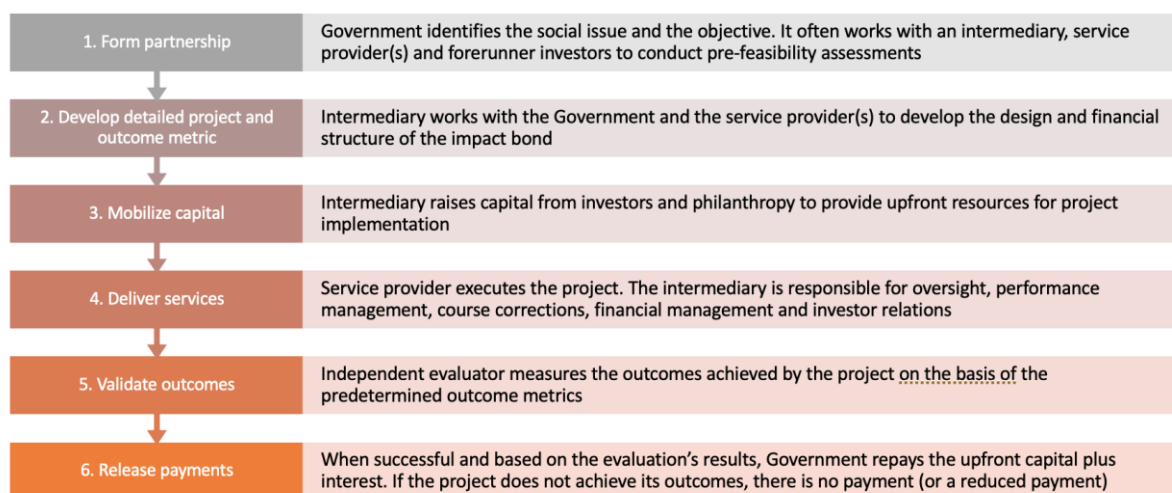 1. Form partnership
Government identifies the social issue and the objective. It often works with an intermediary, service
provider(s) and forerunner investors to conduct pre-feasibility assessments
2. Develop detailed project and
outcome metric
Intermediary works with the Government and the service provider(s) to develop the design and financial
structure of the impact bond
3. Mobilize capital
Intermediary raises capital from investors and philanthropy to provide upfront resources for project
implementation
4. Deliver services
Service provider executes the project. The intermediary is responsible for oversight, performance
management, course corrections, financial management and investor relations
5. Validate outcomes
Independent evaluator measures the outcomes achieved by the project on the basis of the
predetermined outcome metrics
6. Release payments
When successful and based on the evaluation's results, Government repays the upfront capital plus
interest. If the project does not achieve its outcomes, there is no payment (or a reduced payment)